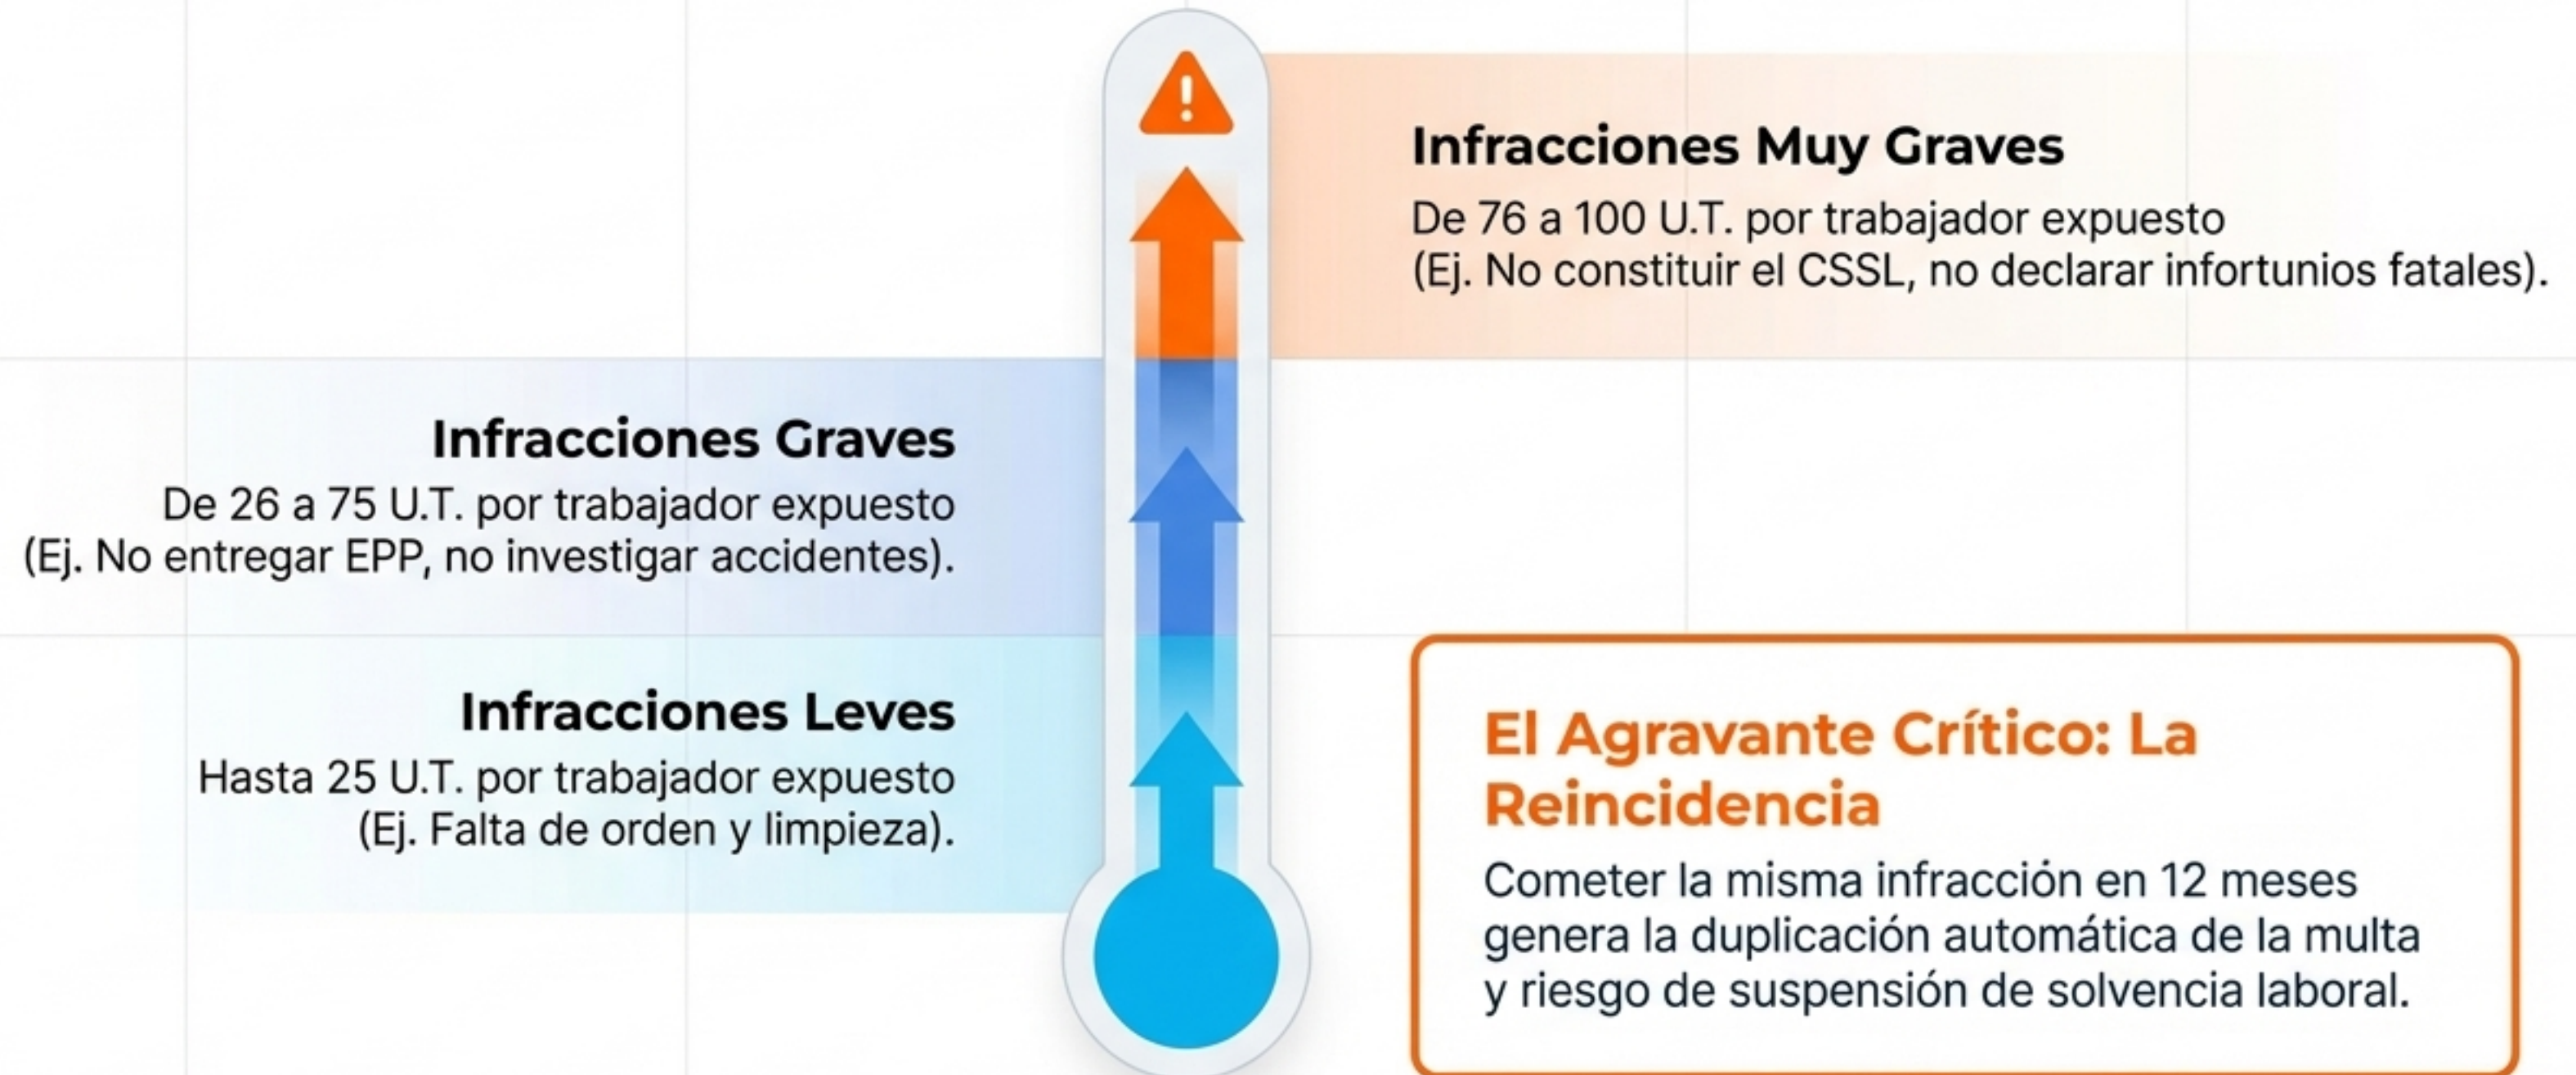 Infracciones Muy Graves
De 76 a 100 U.T. por trabajador expuesto
(Ej. No constituir el CSSL, no declarar infortunios fatales).
Infracciones Graves
De 26 a 75 U.T. por trabajador expuesto
(Ej. No entregar EPP, no investigar accidentes).
Infracciones Leves
Hasta 25 U.T. por trabajador expuesto
(Ej. Falta de orden y limpieza).
El Agravante Crítico: La
Reincidencia
Cometer la misma infracción en 12 meses
genera la duplicación automática de la multa
y riesgo de suspensión de solvencia laboral.